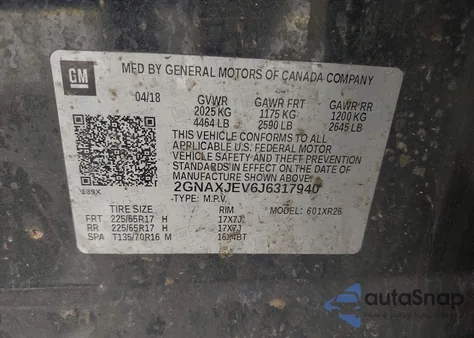 GM
MFD BY GENERAL MOTORS OF CANADA COMPANY
04/18 GVWR GAWR FRT GAWR RR
2025 KG 1175 KG 1200 KG
4464 LB 2590 LB 2645 LB
THIS VEHICLE CONFORMS TO ALL
APPLICABLE U.S. FEDERAL MOTOR
VEHICLE SAFETY AND THEFT
PREVENTION STANDARDS IN EFFECT
ON THE DATE OF
MANUFACTURE SHOWN ABOVE.
139X 2GNAXJEV6J6317940
TYPE: M.P.V.
TIRE SIZE RIM MODEL: 601XR26
FRT 225/65R17 H 17X7J
RR 225/65R17 H 17X7J
SPA T135/70R16 M 16X4BT
autoSnap